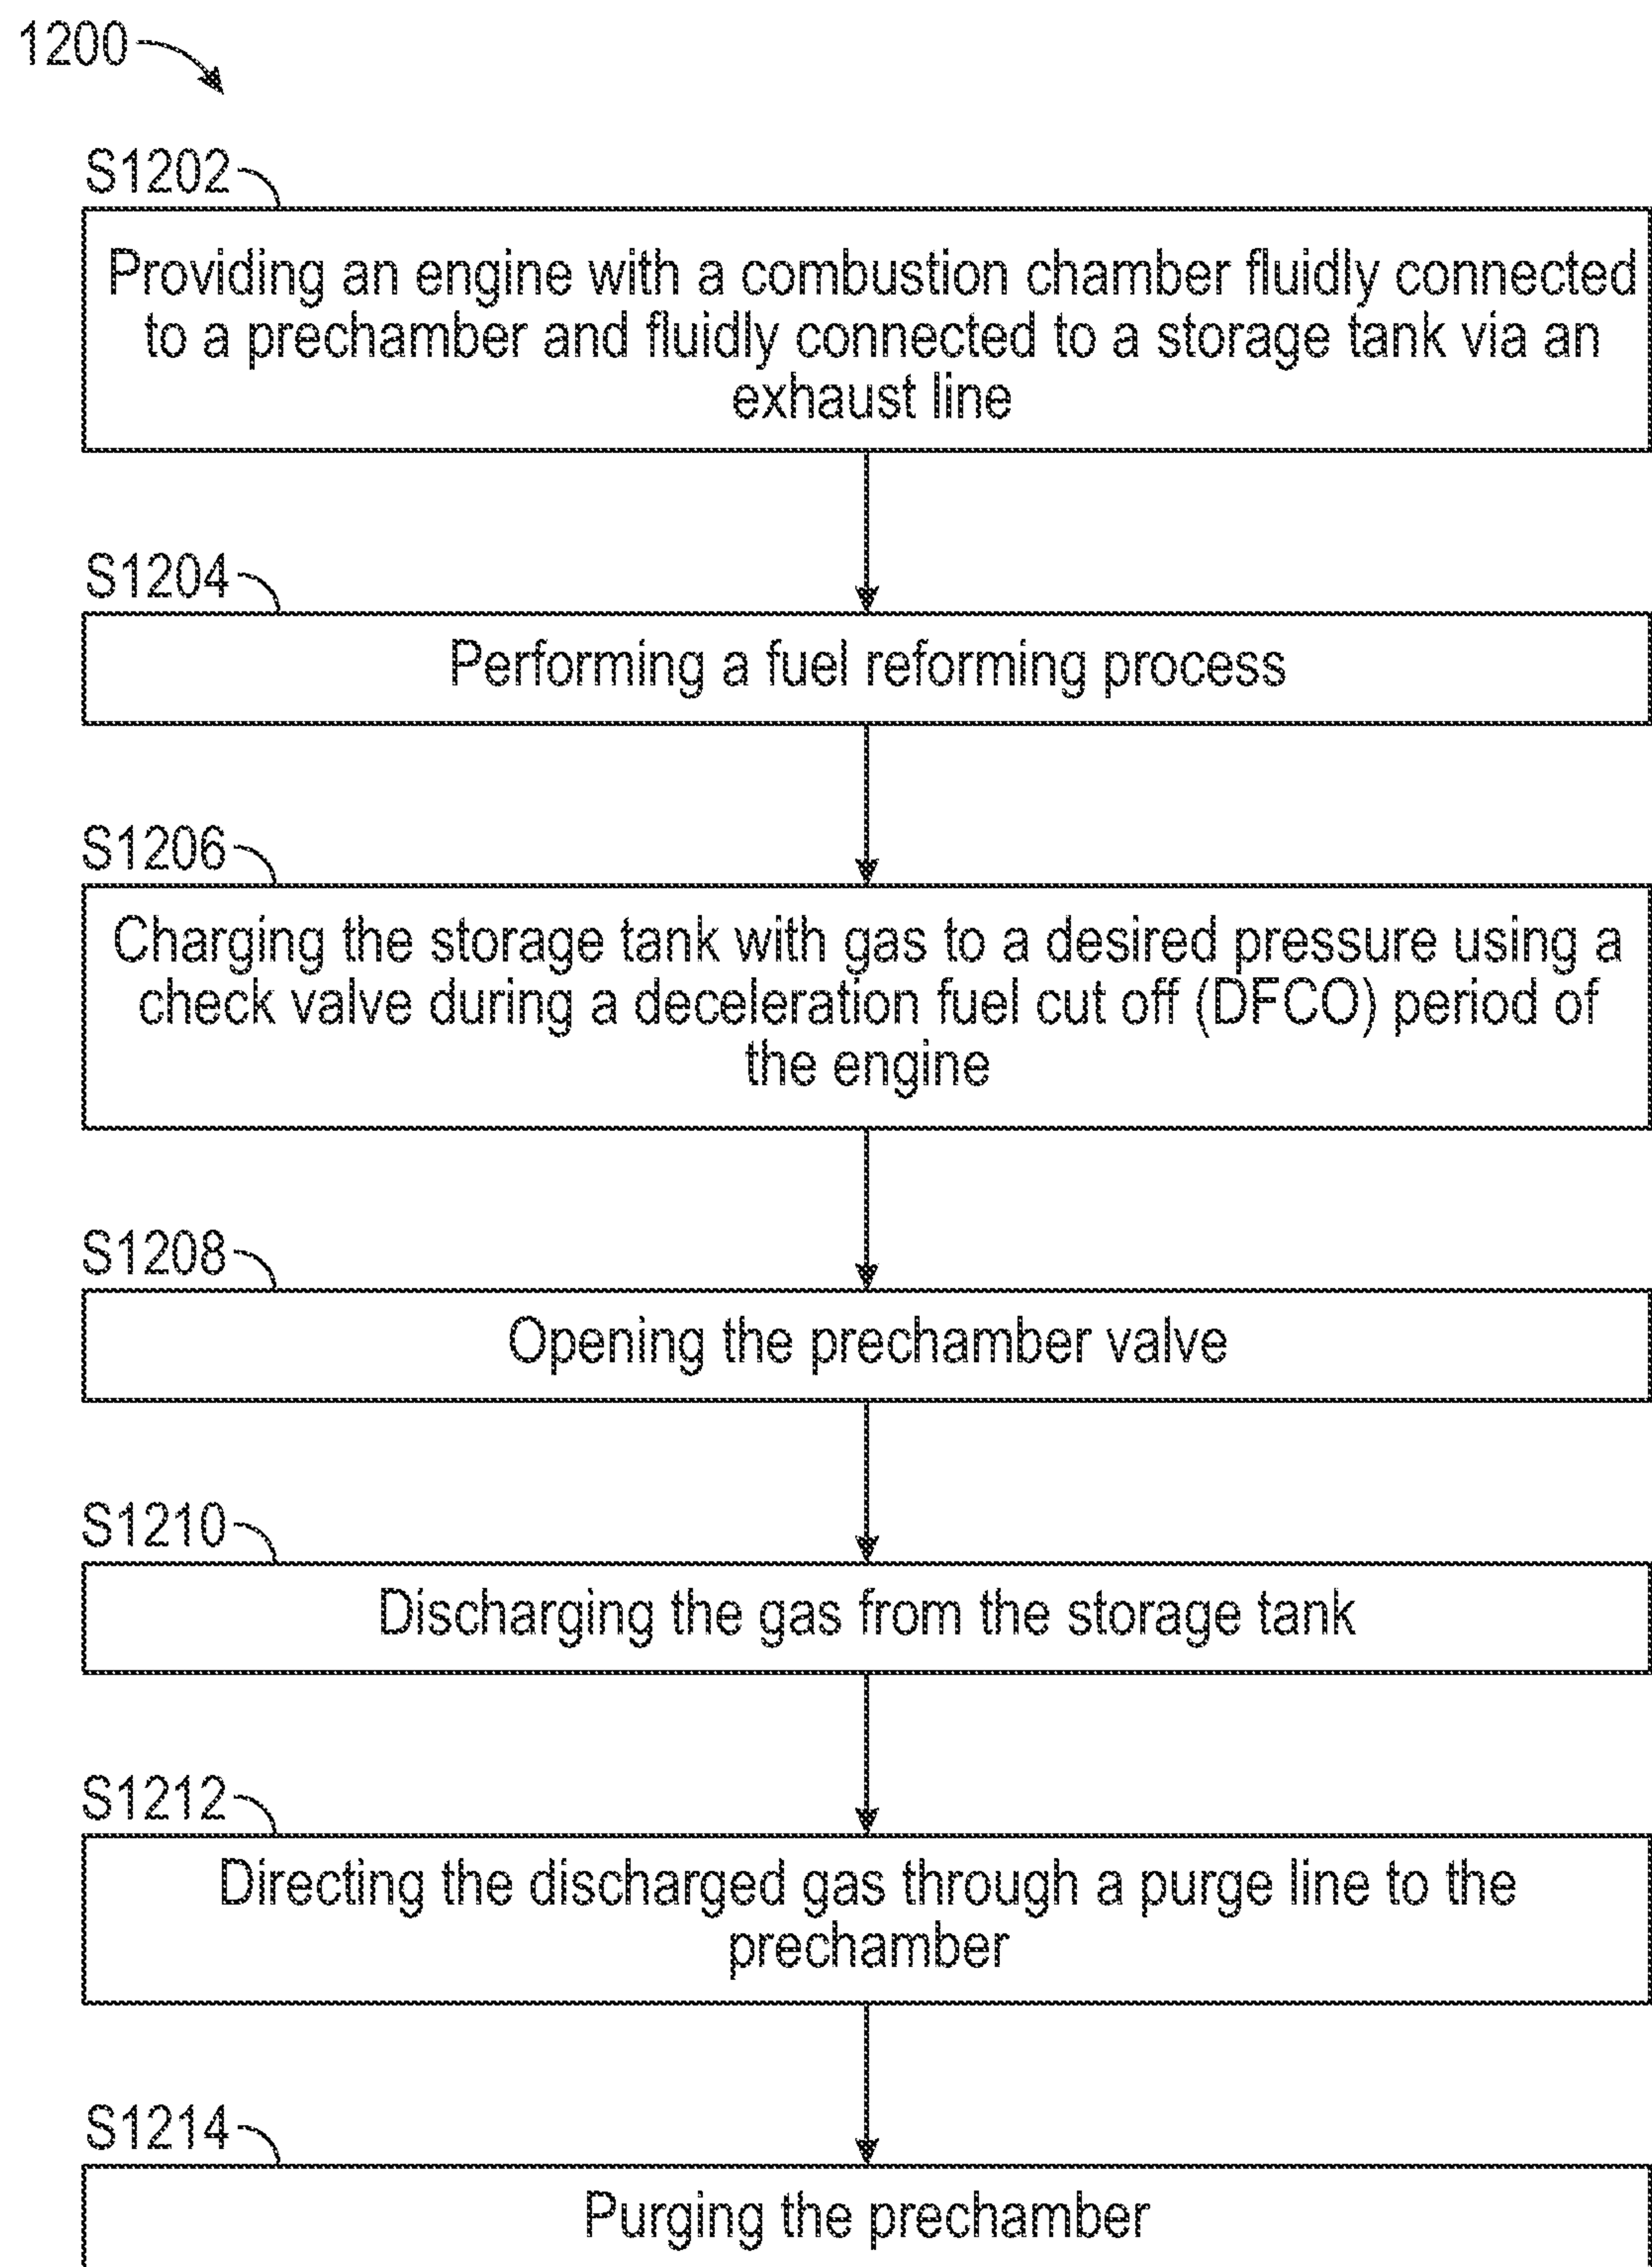 1200
S1202
Providing an engine with a combustion chamber fluidly connected
to a prechamber and fluidly connected to a storage tank via an
exhaust line
S1204
Performing a fuel reforming process
S1206
Charging the storage tank with gas to a desired pressure using a
check valve during a deceleration fuel cut off (DFCO) period of
the engine
S1208
Opening the prechamber valve
S1210
Discharging the gas from the storage tank
S1212
Directing the discharged gas through a purge line to the
prechamber
S1214
Purging the prechamber